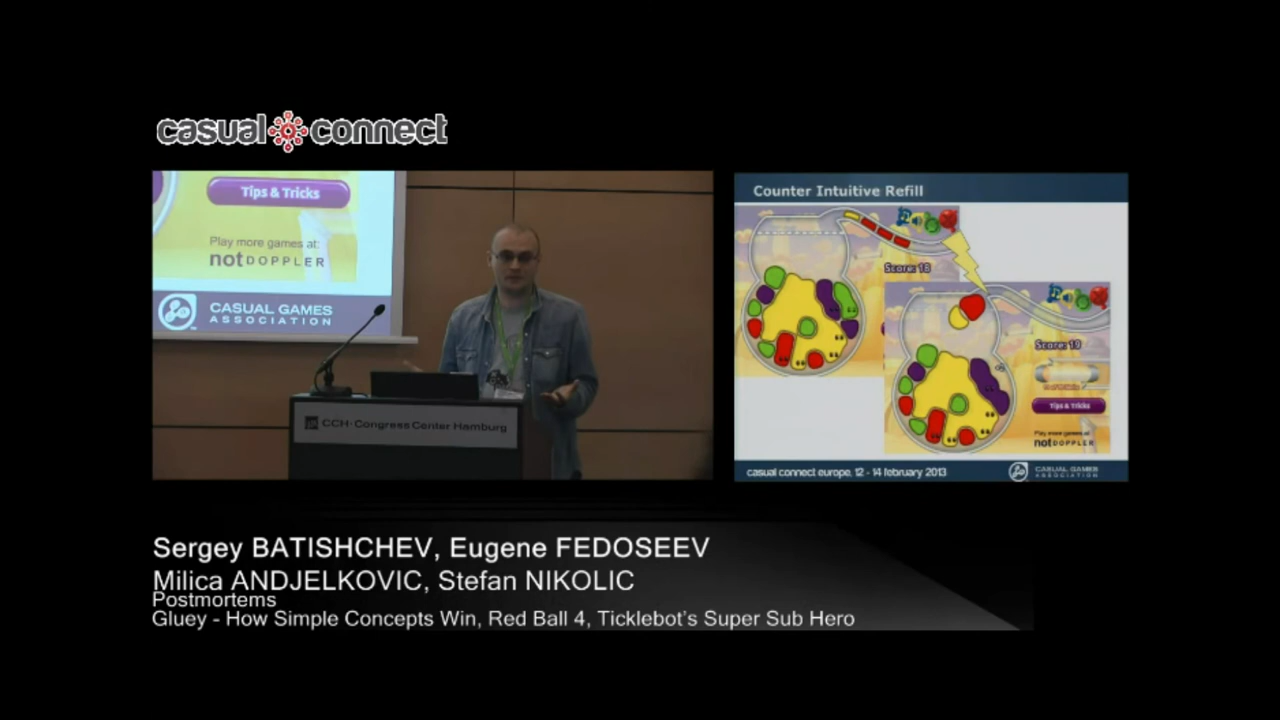 casual connect
Tips & Tricks
Play more games at:
notDOPPLER
CASUAL GAMES
ASSOCIATION
CCH·Congress Center Hamburg
Counter Intuitive Refill
Score: 18
Score: 19
Tips & Tricks
Play more games at:
notDOPPLER
casual connect europe, 12 - 14 february 2013
CASUAL GAMES
ASSOCIATION
Sergey BATISHCHEV, Eugene FEDOSEEV
Milica ANDJELKOVIC, Stefan NIKOLIC
Postmortems
Gluey - How Simple Concepts Win, Red Ball 4, Ticklebot's Super Sub Hero